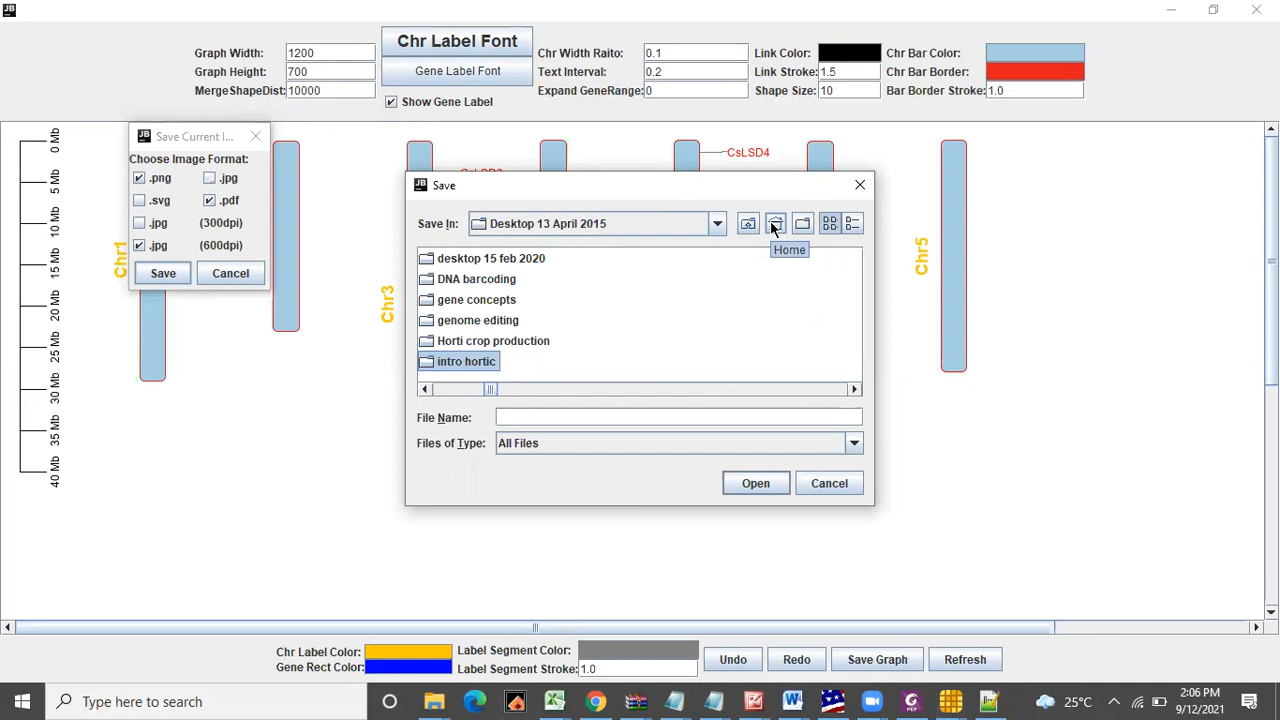 JB
Graph Width: 1200
Graph Height: 700
MergeShapeDist: 10000
Chr Label Font
Gene Label Font
Show Gene Label
Chr Width Raito: 0.1
Text Interval: 0.2
Expand GeneRange: 0
Link Color:
Link Stroke: 1.5
Shape Size: 10
Chr Bar Color:
Chr Bar Border:
Bar Border Stroke: 1.0
0 Mb
5 Mb
10 Mb
15 Mb
20 Mb
25 Mb
30 Mb
35 Mb
40 Mb
Chr1
Chr3
Chr5
CsLSD4
JB Save Current I...
Choose Image Format:
.png .jpg
.svg .pdf
.jpg (300dpi)
.jpg (600dpi)
Save Cancel
JB Save
Save In: Desktop 13 April 2015
Home
desktop 15 feb 2020
DNA barcoding
gene concepts
genome editing
Horti crop production
intro hortic
File Name:
Files of Type: All Files
Open Cancel
Chr Label Color:
Gene Rect Color:
Label Segment Color:
Label Segment Stroke: 1.0
Undo Redo Save Graph Refresh
Type here to search
25°C
2:06 PM
9/12/2021